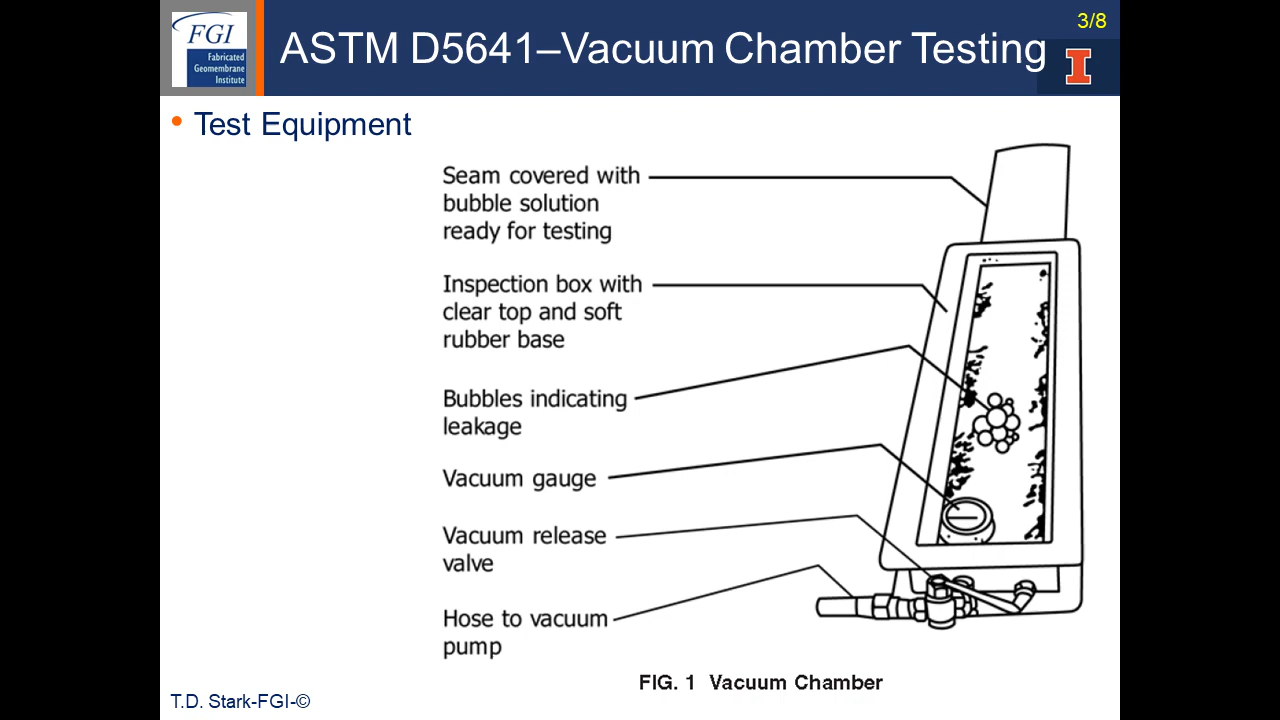 3/8
FGI
Fabricated
Geomembrane
Institute
ASTM D5641–Vacuum Chamber Testing
I
• Test Equipment
Seam covered with
bubble solution
ready for testing
Inspection box with
clear top and soft
rubber base
Bubbles indicating
leakage
Vacuum gauge
Vacuum release
valve
Hose to vacuum
pump
FIG. 1 Vacuum Chamber
T.D. Stark-FGI-©